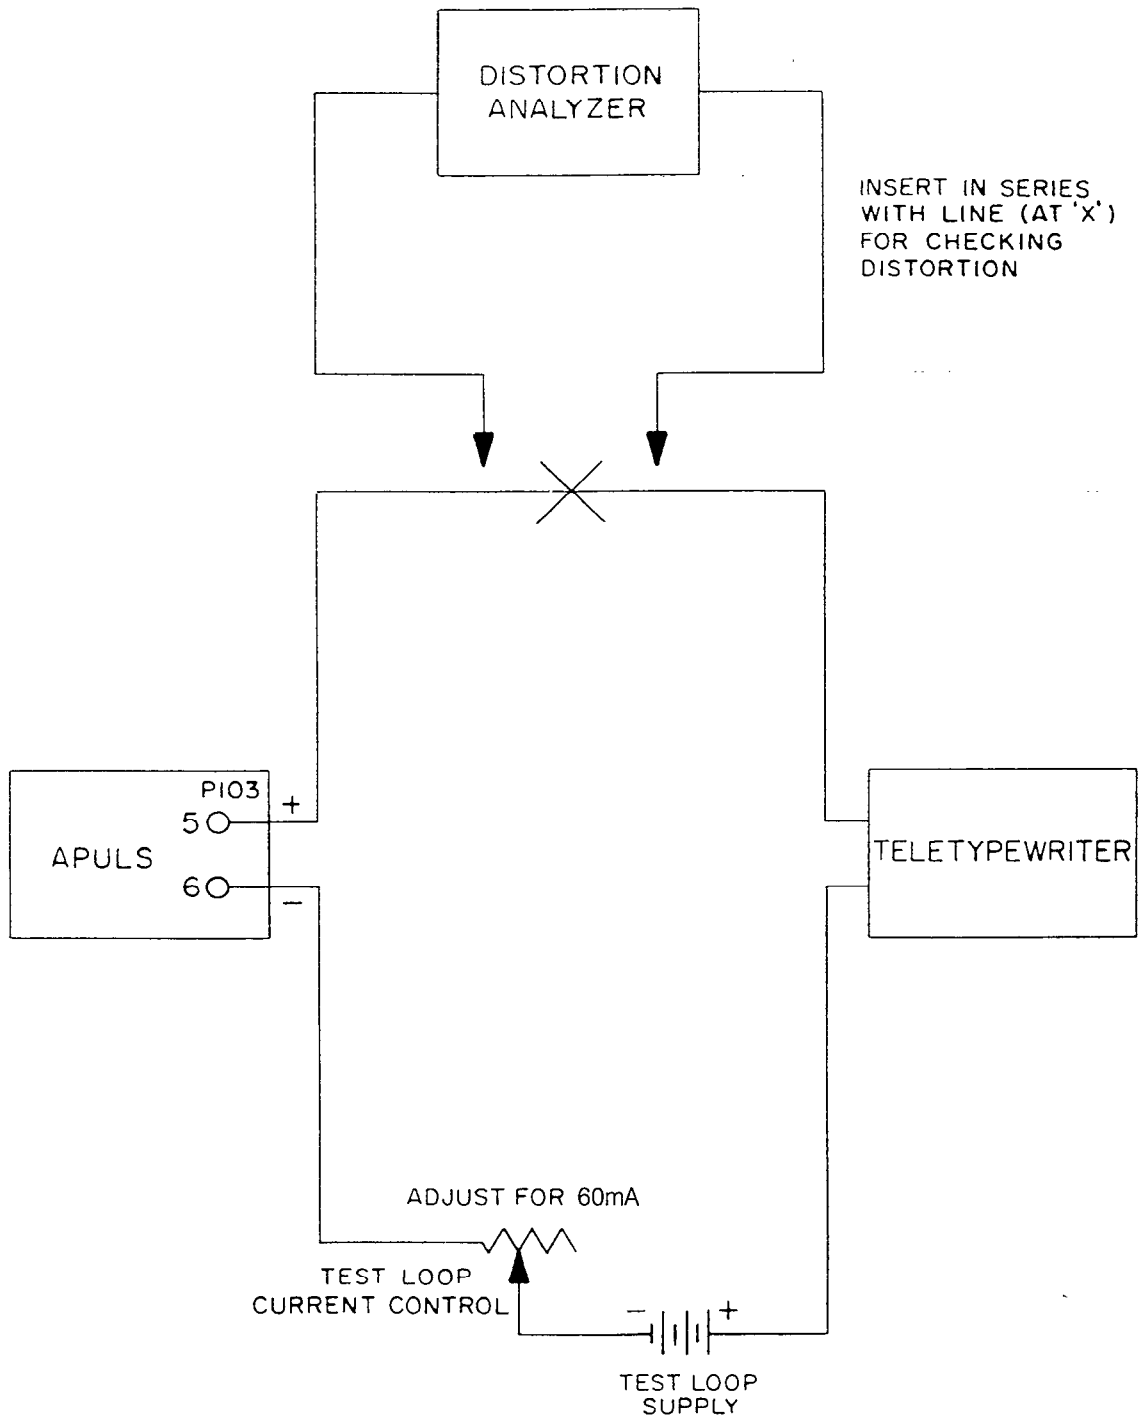 DISTORTION
ANALYZER
INSERT IN SERIES
WITH LINE (AT 'X')
FOR CHECKING
DISTORTION
P103
+
5
APULS
6
−
TELETYPEWRITER
ADJUST FOR 60mA
TEST LOOP
CURRENT CONTROL
− +
TEST LOOP
SUPPLY